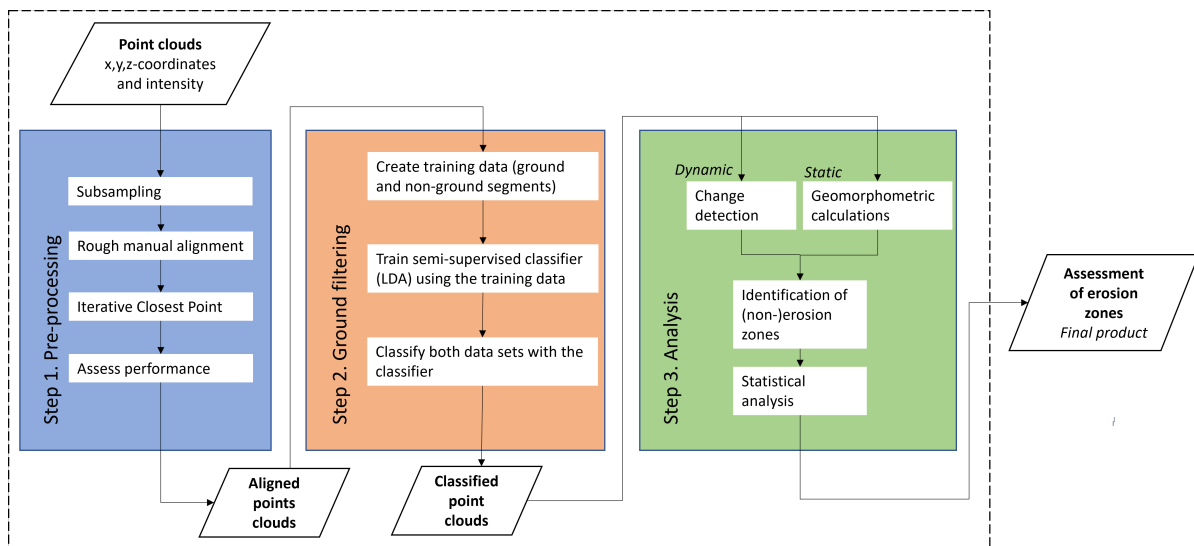 Point clouds
x,y,z-coordinates
and intensity
Step 1. Pre-processing
Subsampling
Rough manual alignment
Iterative Closest Point
Assess performance
Aligned
points
clouds
Step 2. Ground filtering
Create training data (ground
and non-ground segments)
Train semi-supervised classifier
(LDA) using the training data
Classify both data sets with the
classifier
Classified
point
clouds
Step 3. Analysis
Dynamic
Static
Change
detection
Geomorphometric
calculations
Identification of
(non-)erosion
zones
Statistical
analysis
Assessment
of erosion
zones
Final product